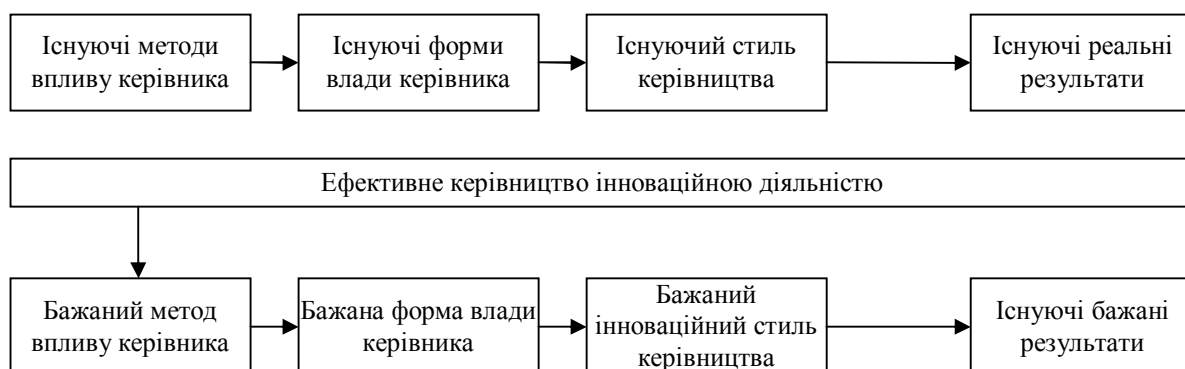 Існуючі методи
впливу керівника
Існуючі форми
влади керівника
Існуючий стиль
керівництва
Існуючі реальні
результати
Ефективне керівництво інноваційною діяльністю
Бажаний метод
впливу керівника
Бажана форма влади
керівника
Бажаний
інноваційний стиль
керівництва
Існуючі бажані
результати